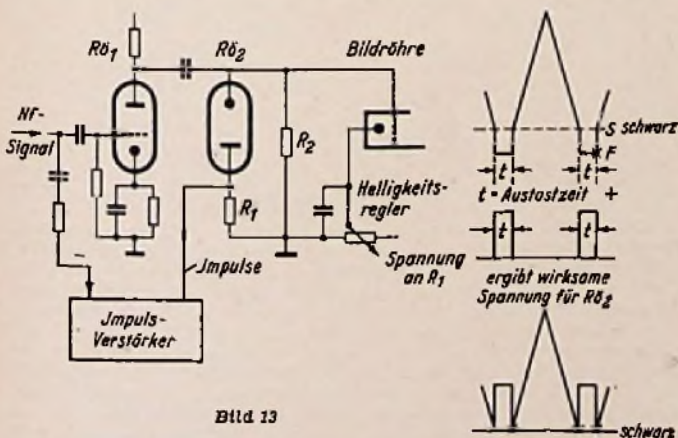 Rö₁
Rö₂
Bildröhre
NF-
Signal
R₂
R₁
Helligkeits-
regler
Jmpulse
Spannung
an R₁
Jmpuls-
Verstärker
Bild 13
S schwarz
F
t
t
t = Austastzeit +
t
t
ergibt wirksame
Spannung für Rö₂
schwarz